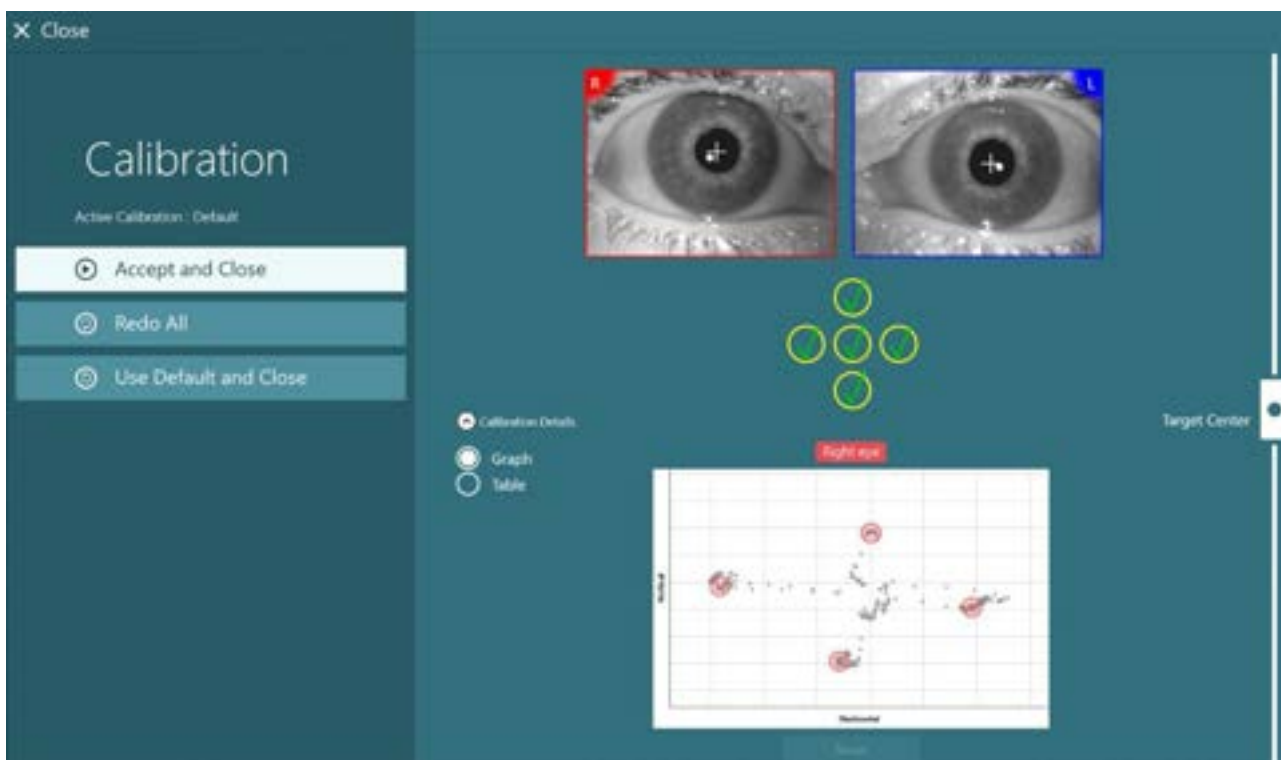 Close
Calibration
Active Calibration : Default
Accept and Close
Redo All
Use Default and Close
R
L
Calibration Details
Graph
Table
Target Center
Right eye
Vertical
Horizontal